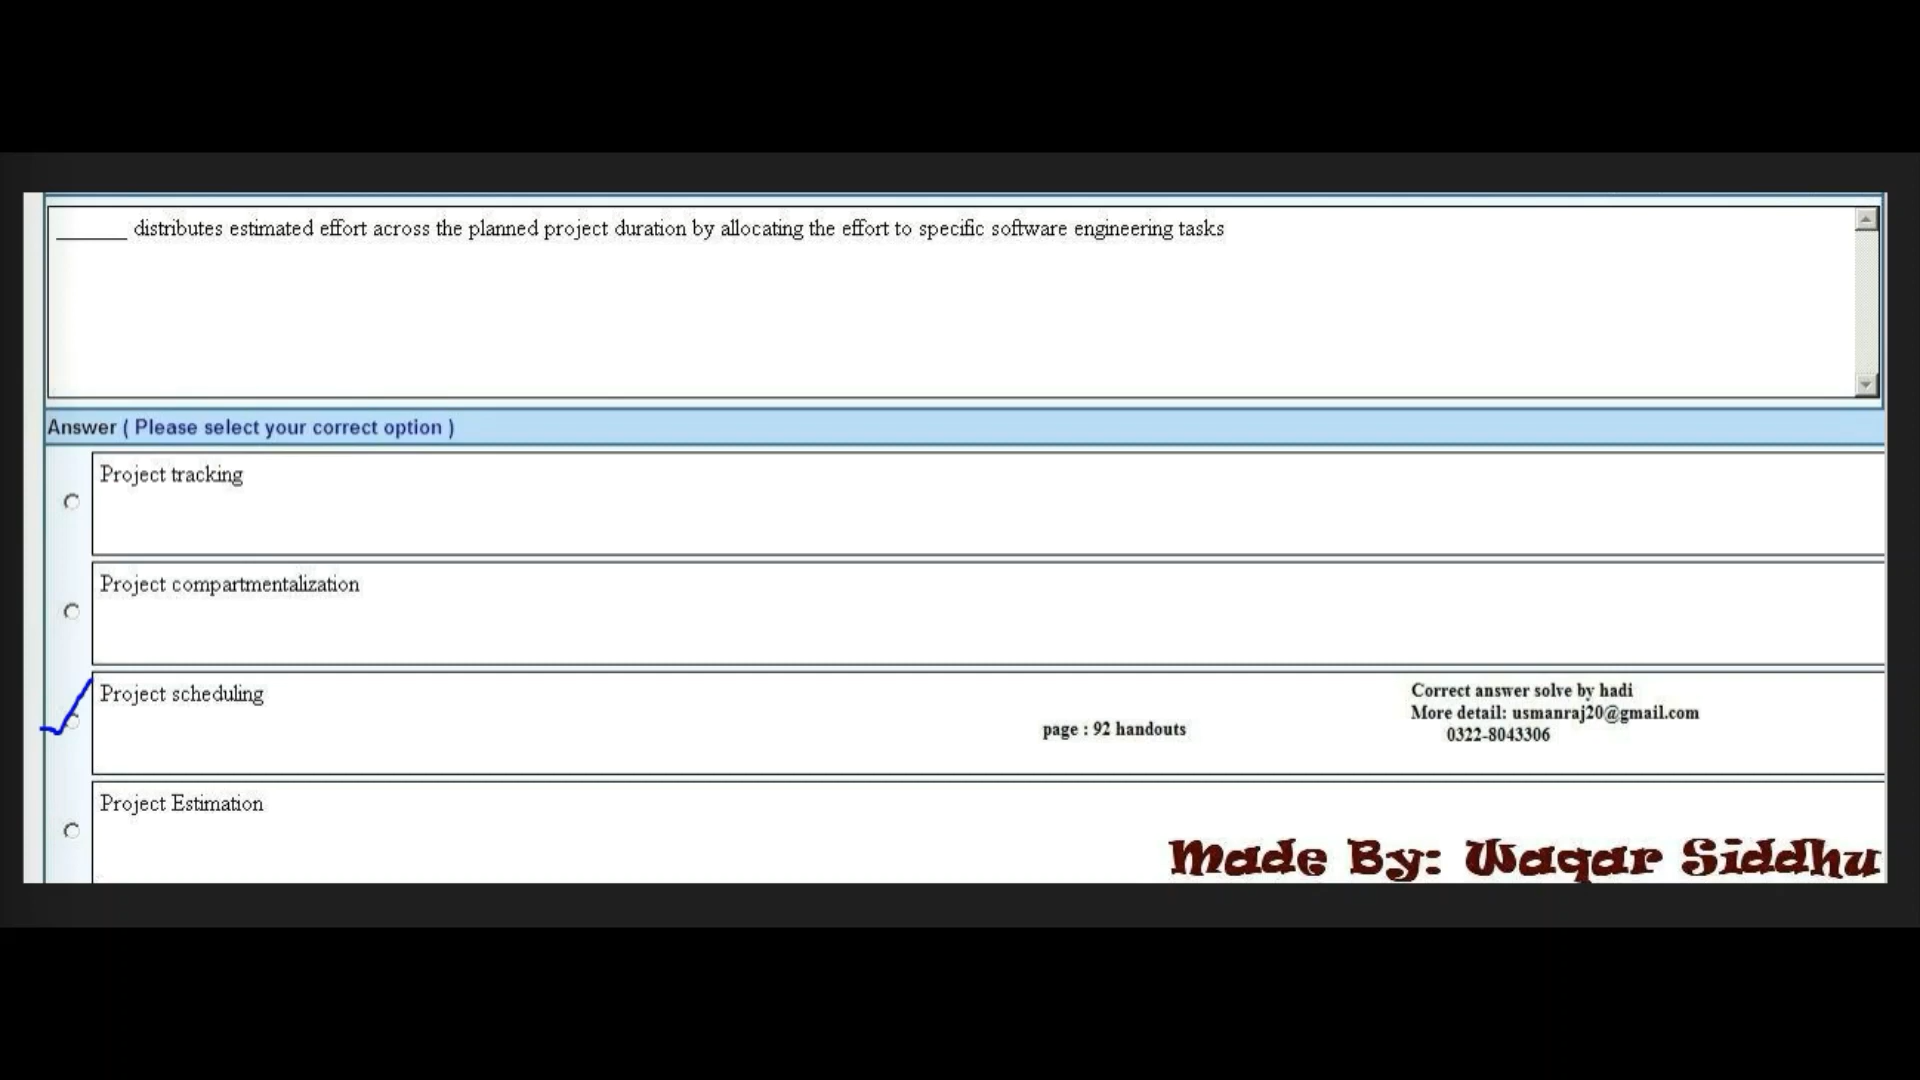 _______ distributes estimated effort across the planned project duration by allocating the effort to specific software engineering tasks
Answer ( Please select your correct option )
Project tracking
Project compartmentalization
Project scheduling
page : 92 handouts
Correct answer solve by hadi
More detail: usmanraj20@gmail.com
0322-8043306
Project Estimation
Made By: Waqar Siddhu